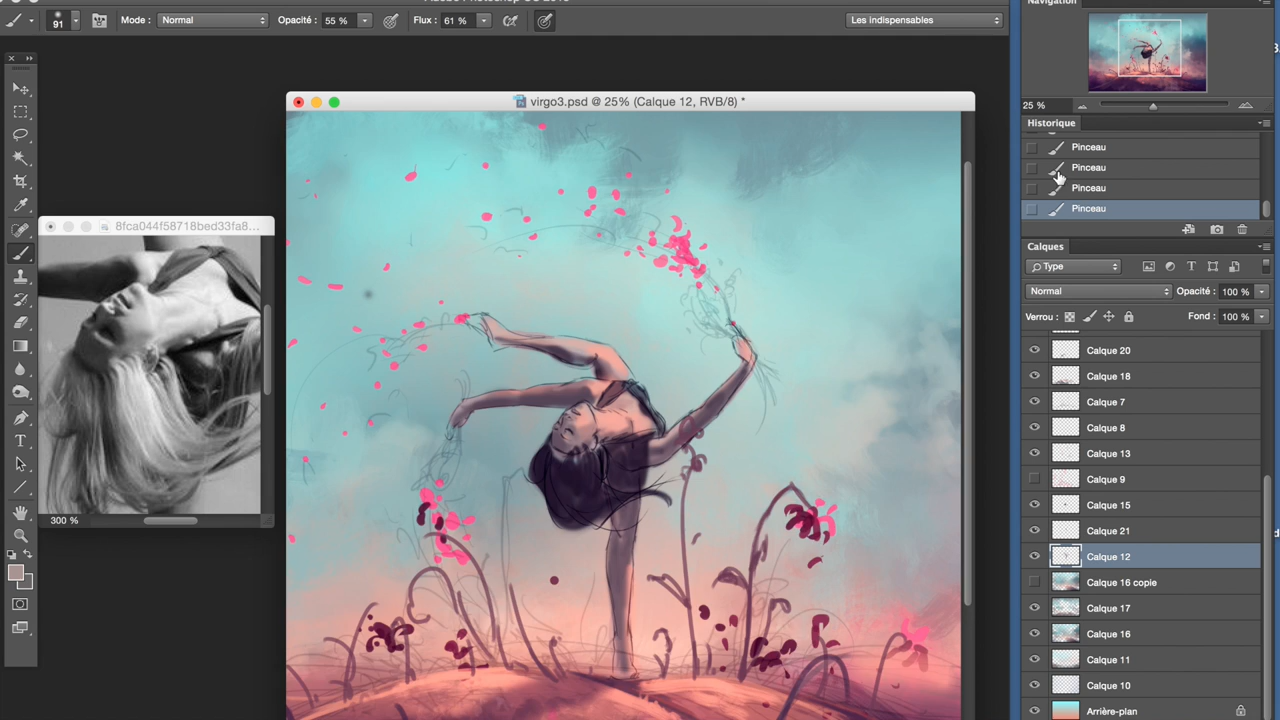 91
Mode : Normal
Opacité : 55 %
Flux : 61 %
Les indispensables
Navigation
25 %
Historique
Pinceau
Pinceau
Pinceau
Pinceau
virgo3.psd @ 25% (Calque 12, RVB/8) *
8fca044f58718bed33fa8...
300 %
Calques
Type
Normal
Opacité : 100 %
Verrou :
Fond : 100 %
Calque 20
Calque 18
Calque 7
Calque 8
Calque 13
Calque 9
Calque 15
Calque 21
Calque 12
Calque 16 copie
Calque 17
Calque 16
Calque 11
Calque 10
Arrière-plan